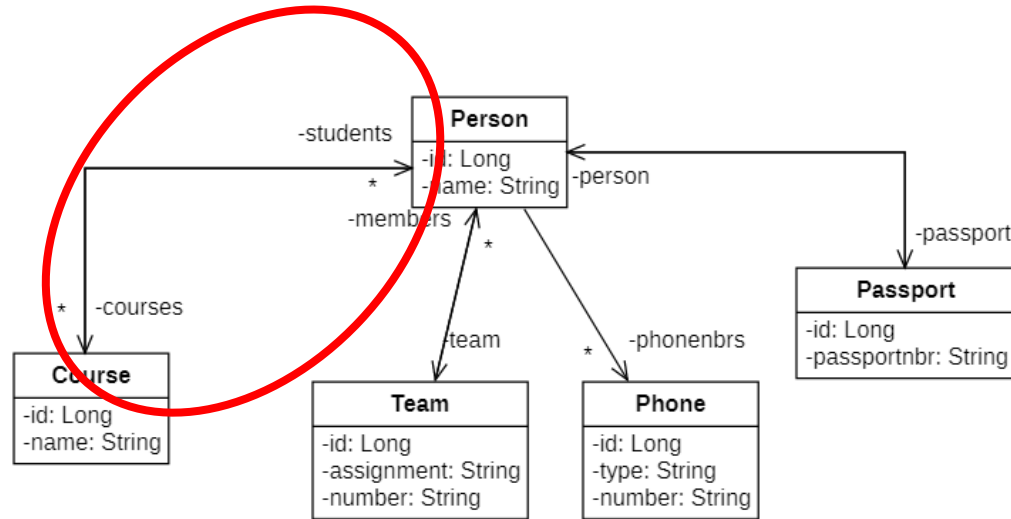 Person
-id: Long
-name: String
-students
*
-members
*
-person
-passport
*
-courses
Course
-id: Long
-name: String
-team
*
-phonenbrs
Passport
-id: Long
-passportnbr: String
Team
-id: Long
-assignment: String
-number: String
Phone
-id: Long
-type: String
-number: String